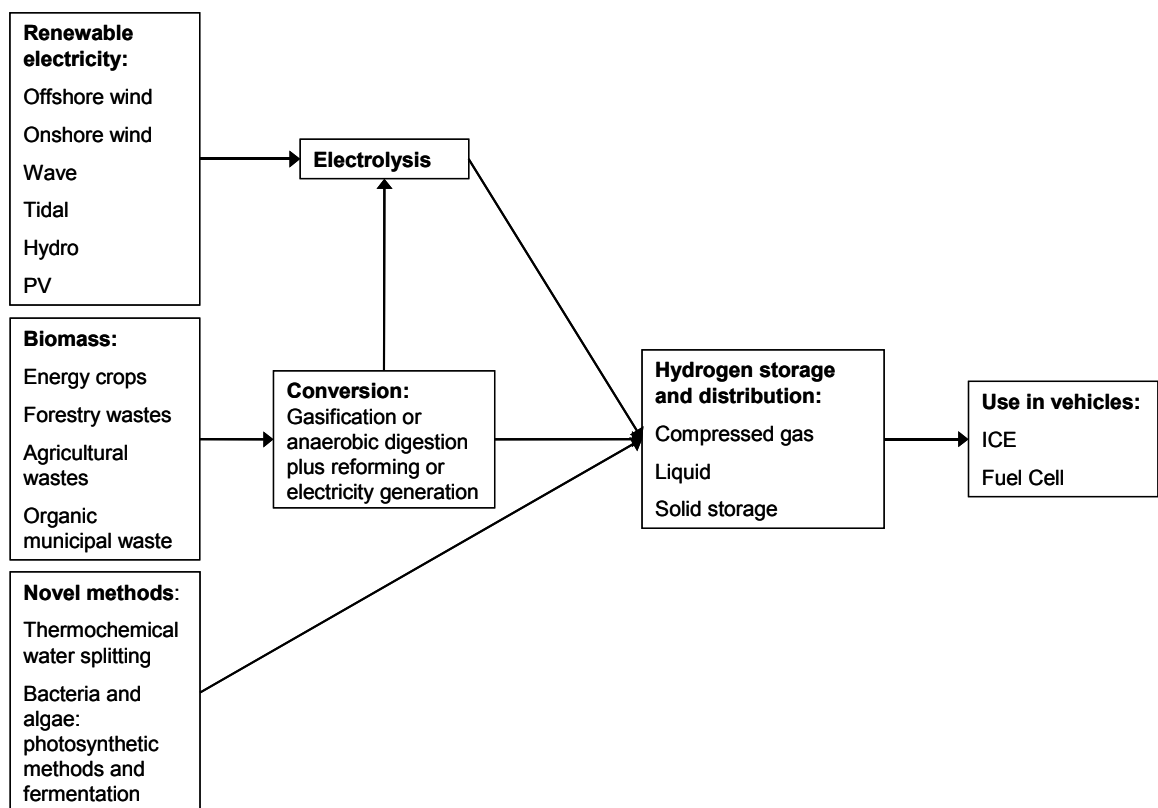 Renewable
electricity:
Offshore wind
Onshore wind
Wave
Tidal
Hydro
PV
Electrolysis
Biomass:
Energy crops
Forestry wastes
Agricultural
wastes
Organic
municipal waste
Conversion:
Gasification or
anaerobic digestion
plus reforming or
electricity generation
Hydrogen storage
and distribution:
Compressed gas
Liquid
Solid storage
Use in vehicles:
ICE
Fuel Cell
Novel methods:
Thermochemical
water splitting
Bacteria and
algae:
photosynthetic
methods and
fermentation